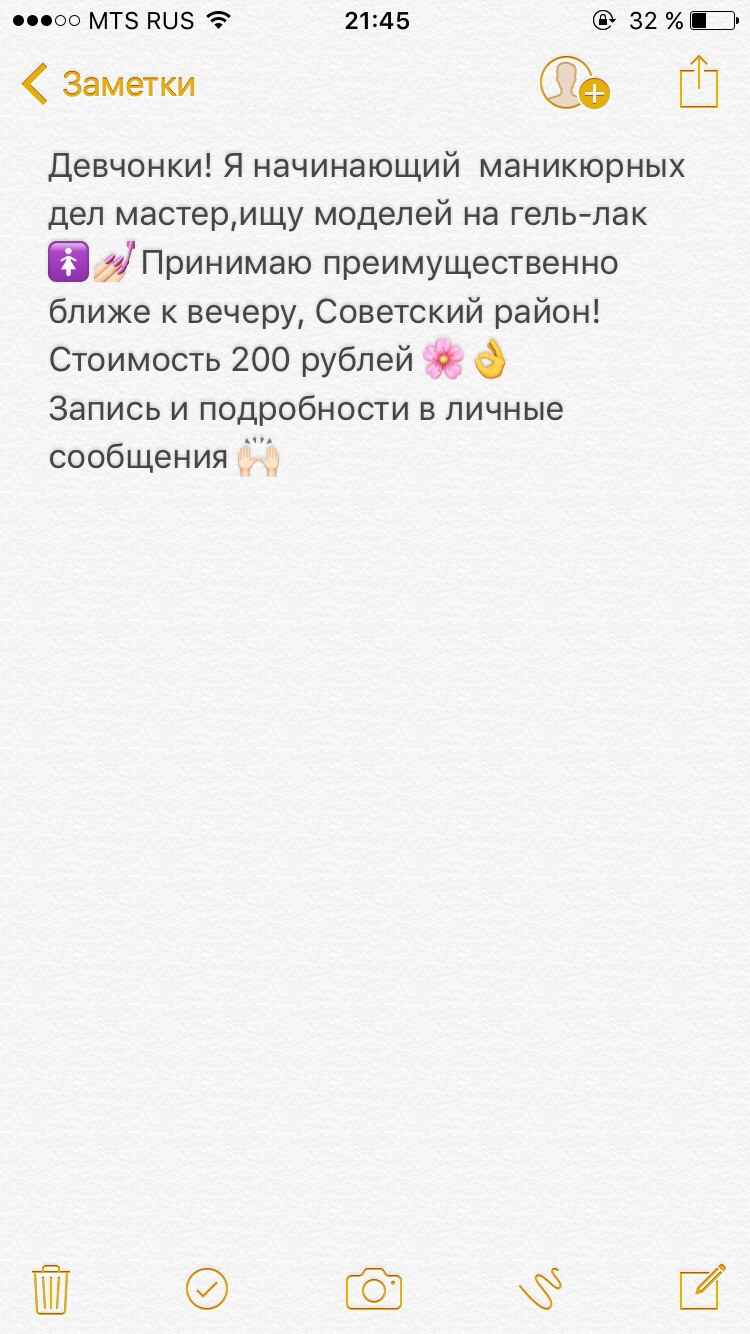 ●●●○○ MTS RUS 21:45 32 %
Заметки
Девчонки! Я начинающий  маникюрных
дел мастер,ищу моделей на гель-лак
🚺💅🏻Принимаю преимущественно
ближе к вечеру, Советский район!
Стоимость 200 рублей 🌸👌
Запись и подробности в личные
сообщения 🙌🏻